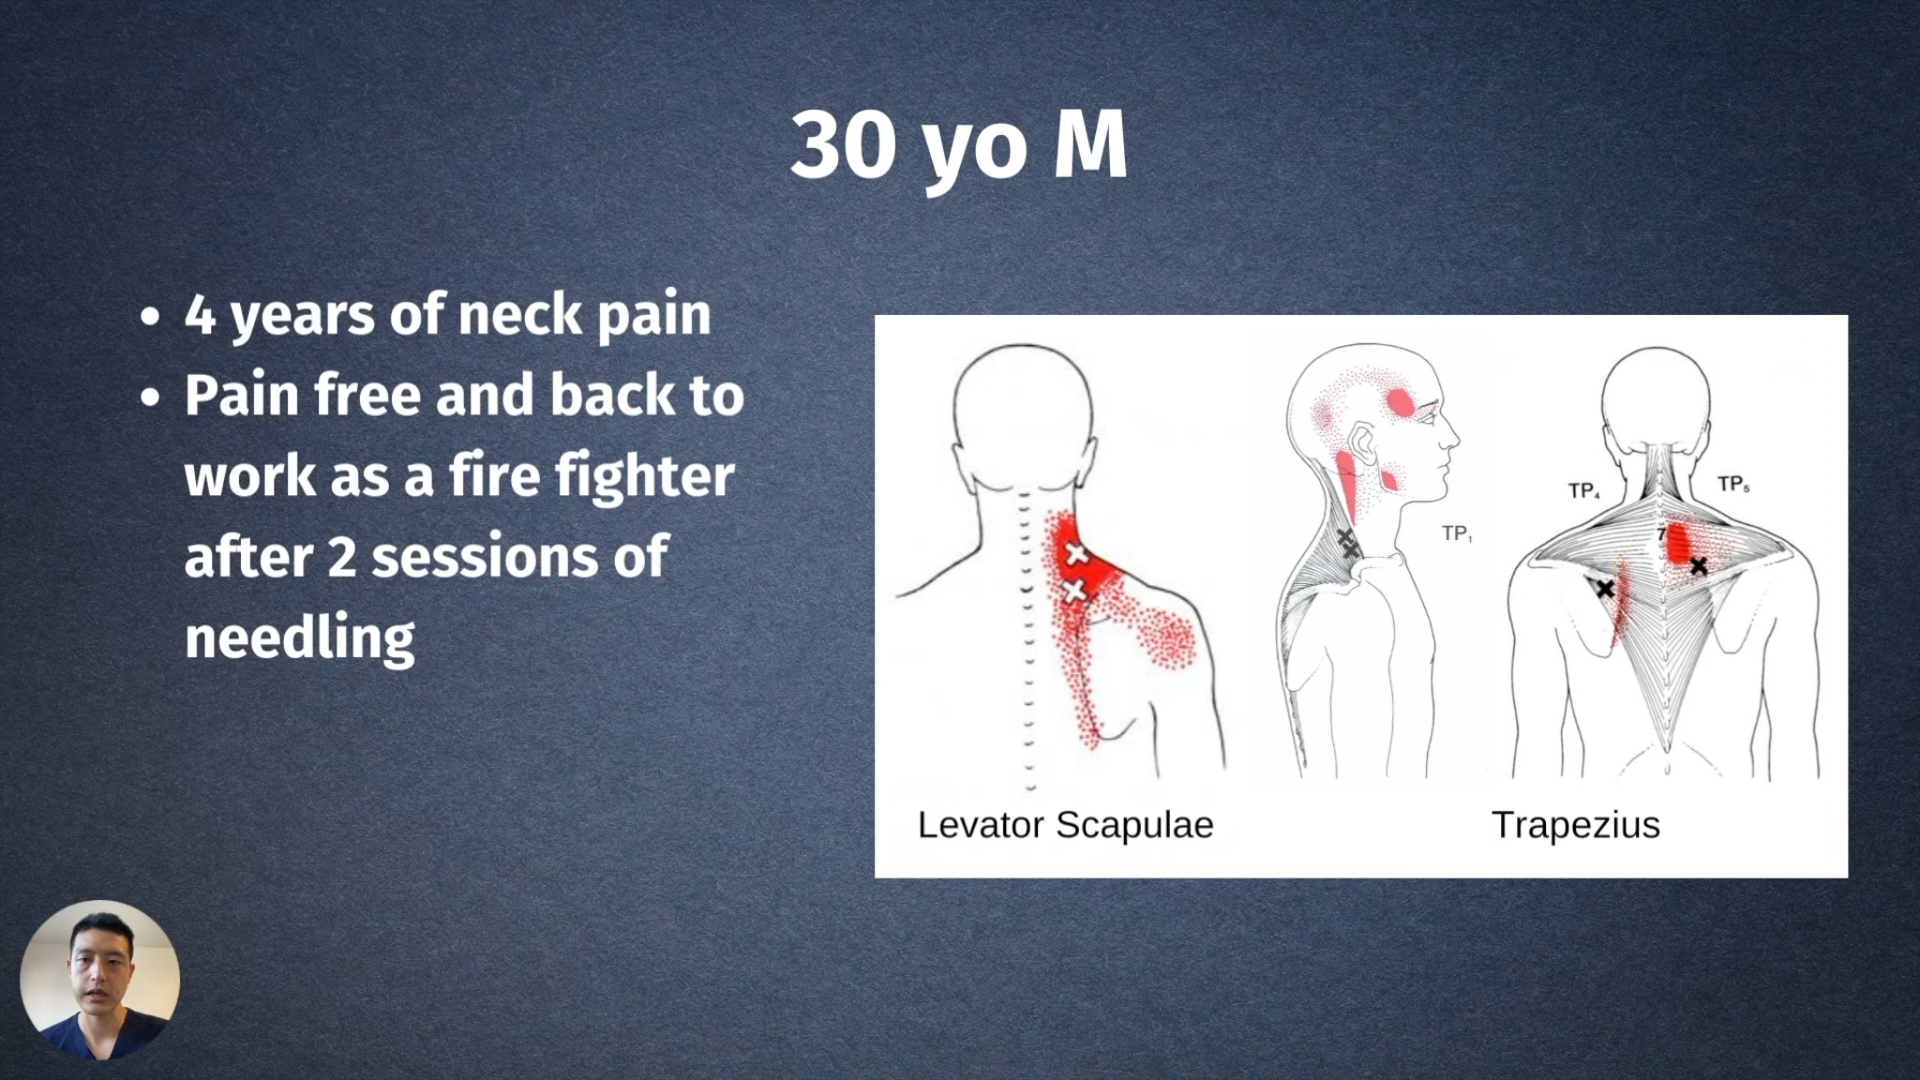 30 yo M
• 4 years of neck pain
• Pain free and back to
work as a fire fighter
after 2 sessions of
needling
TP₁
TP₄
TP₅
7
Levator Scapulae
Trapezius